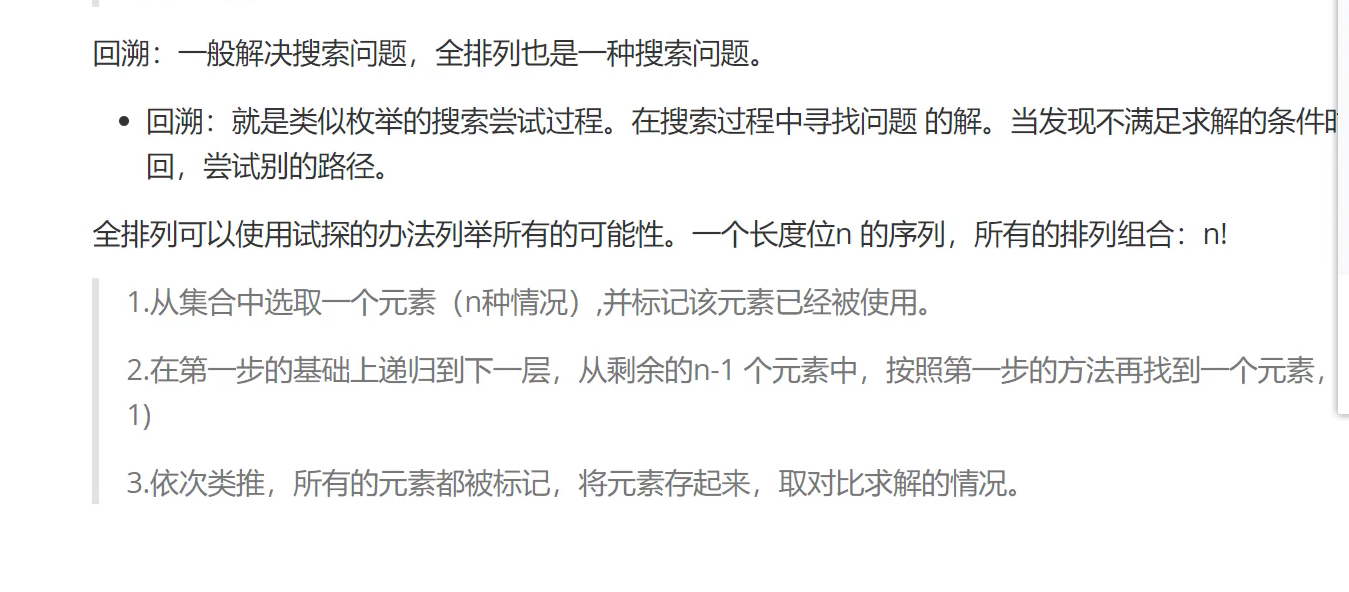 回溯：一般解决搜索问题，全排列也是一种搜索问题。
回溯：就是类似枚举的搜索尝试过程。在搜索过程中寻找问题 的解。当发现不满足求解的条件
回，尝试别的路径。
全排列可以使用试探的办法列举所有的可能性。一个长度位n 的序列，所有的排列组合：n!
1.从集合中选取一个元素（n种情况）,并标记该元素已经被使用。
2.在第一步的基础上递归到下一层，从剩余的n-1 个元素中，按照第一步的方法再找到一个元素，
1)
3.依次类推，所有的元素都被标记，将元素存起来，取对比求解的情况。